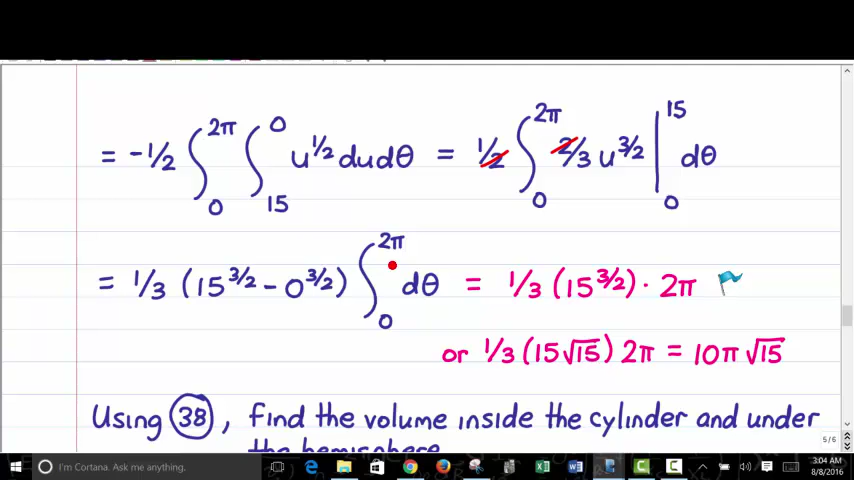 = -1/2 ∫₀^2π ∫₁₅^0 u^1/2 du dθ = 1/2 ∫₀^2π 2/3 u^3/2 |₀^15 dθ
= 1/3 (15^3/2 - 0^3/2) ∫₀^2π dθ = 1/3 (15^3/2) · 2π
or 1/3 (15√15) 2π = 10π√15
Using 38, find the volume inside the cylinder and under
the hemisphere
5/6
I'm Cortana. Ask me anything.
3:04 AM
8/8/2016